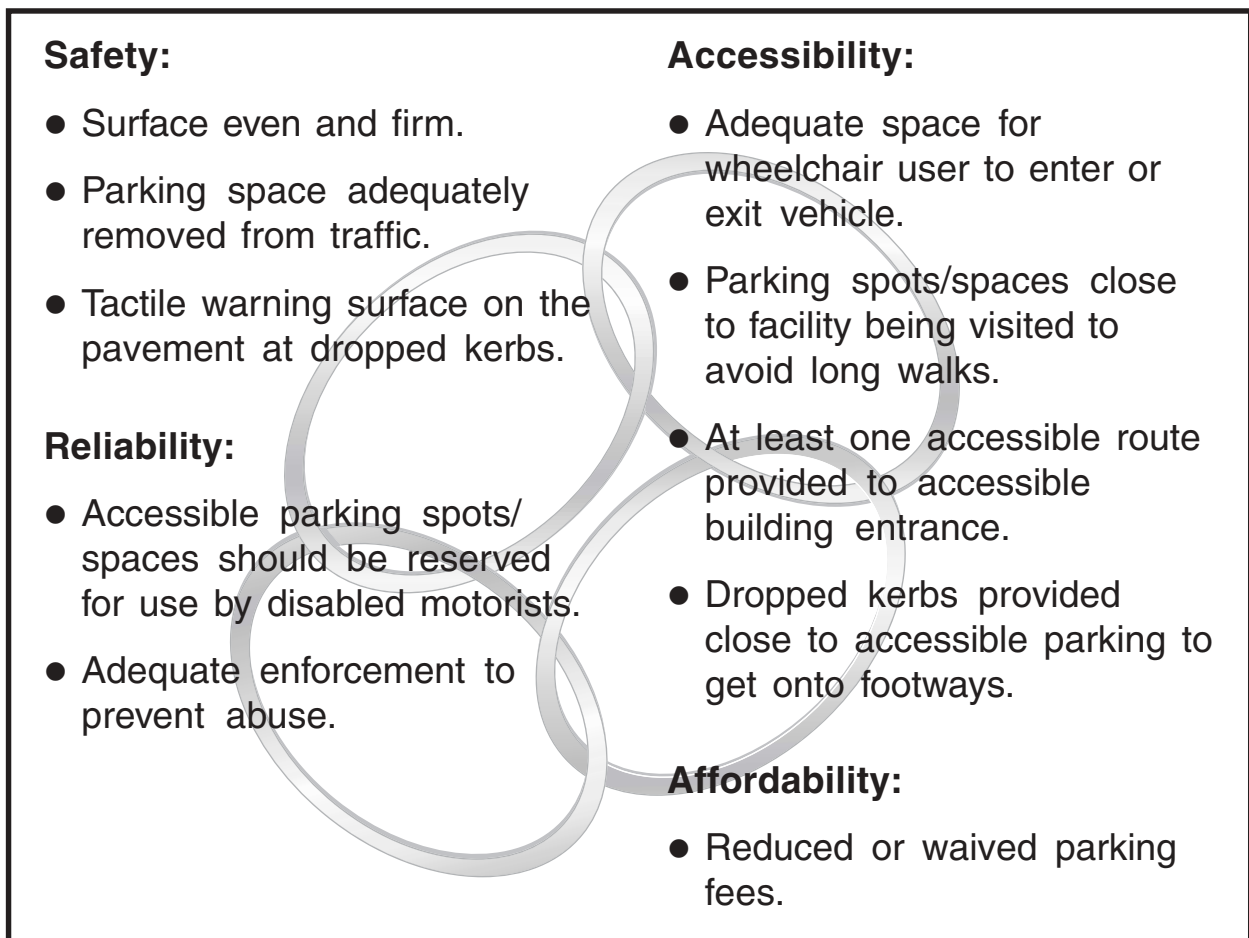 Safety:
● Surface even and firm.
● Parking space adequately
removed from traffic.
● Tactile warning surface on the
pavement at dropped kerbs.
Reliability:
● Accessible parking spots/
spaces should be reserved
for use by disabled motorists.
● Adequate enforcement to
prevent abuse.
Accessibility:
● Adequate space for
wheelchair user to enter or
exit vehicle.
● Parking spots/spaces close
to facility being visited to
avoid long walks.
● At least one accessible route
provided to accessible
building entrance.
● Dropped kerbs provided
close to accessible parking to
get onto footways.
Affordability:
● Reduced or waived parking
fees.